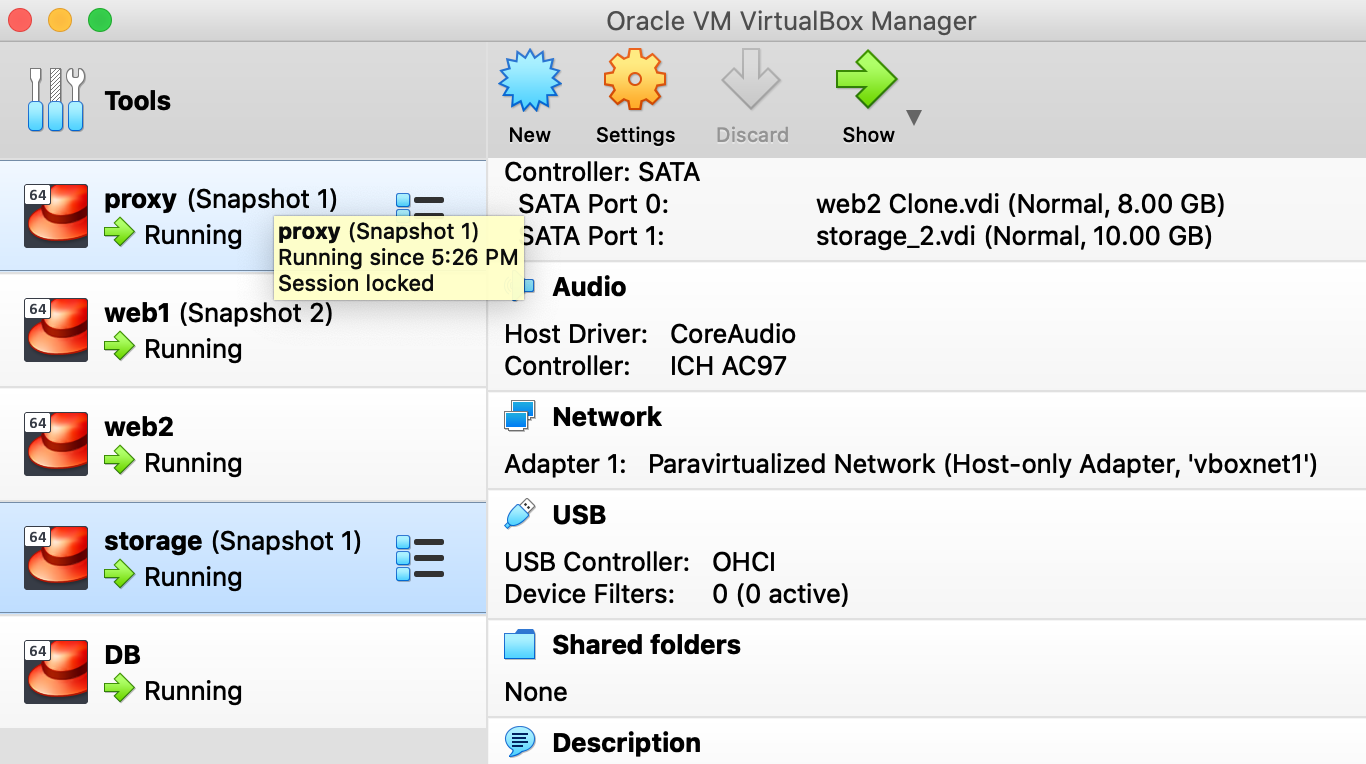 Oracle VM VirtualBox Manager
Tools
New
Settings
Discard
Show
64
proxy (Snapshot 1)
Running
proxy (Snapshot 1)
Running since 5:26 PM
Session locked
64
web1 (Snapshot 2)
Running
64
web2
Running
64
storage (Snapshot 1)
Running
64
DB
Running
Controller: SATA
SATA Port 0: web2 Clone.vdi (Normal, 8.00 GB)
SATA Port 1: storage_2.vdi (Normal, 10.00 GB)
Audio
Host Driver: CoreAudio
Controller: ICH AC97
Network
Adapter 1: Paravirtualized Network (Host-only Adapter, 'vboxnet1')
USB
USB Controller: OHCI
Device Filters: 0 (0 active)
Shared folders
None
Description